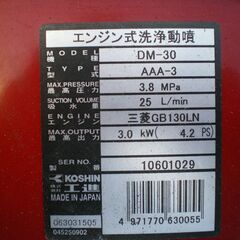 エンジン式洗浄動噴
MODEL 機種 DM-30
TYPE 型式 AAA-3
MAX.PRESSURE 最高圧力 3.8 MPa
SUCTION VOLUME 吸水量 25 L/min
ENGINE エンジン 三菱GB130LN
MAX.OUTPUT 最高出力 3.0 kW( 4.2 PS)
SER NO. 製番 10601029
KOSHIN
工進
MADE IN JAPAN
063031505
045250902
4 971770 630055